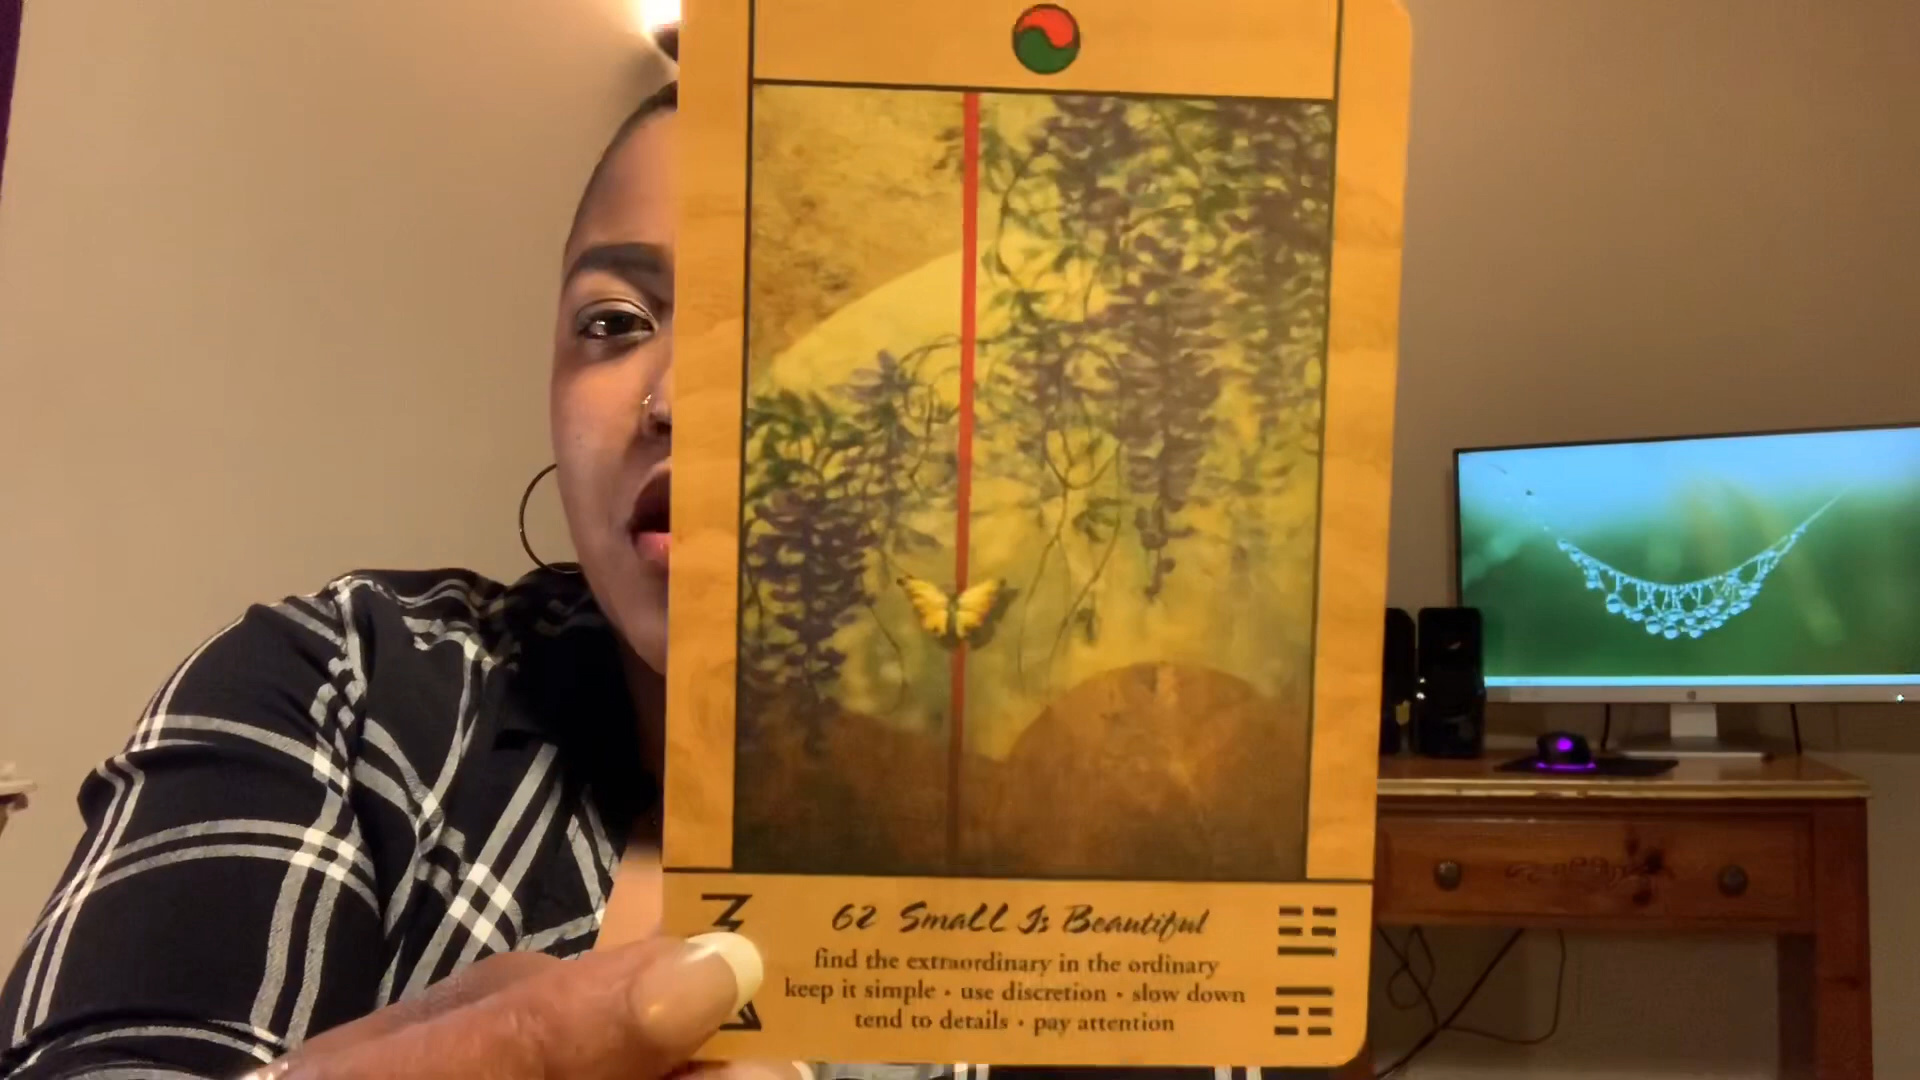 62 Small Is Beautiful
find the extraordinary in the ordinary
keep it simple • use discretion • slow down
tend to details • pay attention